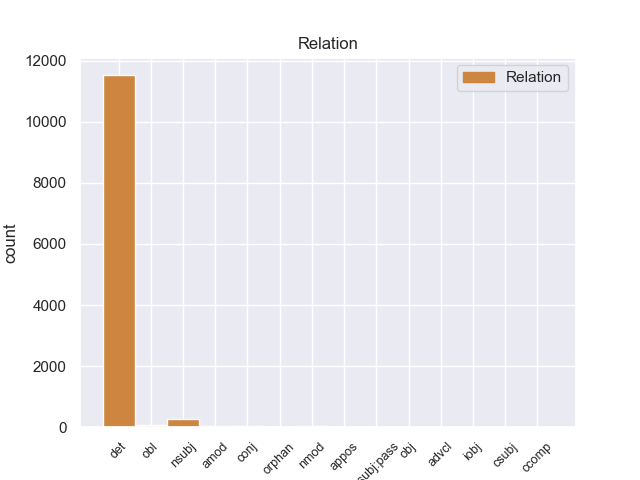 Relation
Relation
12000
10000
8000
6000
4000
2000
0
count
det
obl
nsubj
amod
conj
orphan
nmod
appos
subj:pass
obj
advcl
iobj
csubj
ccomp